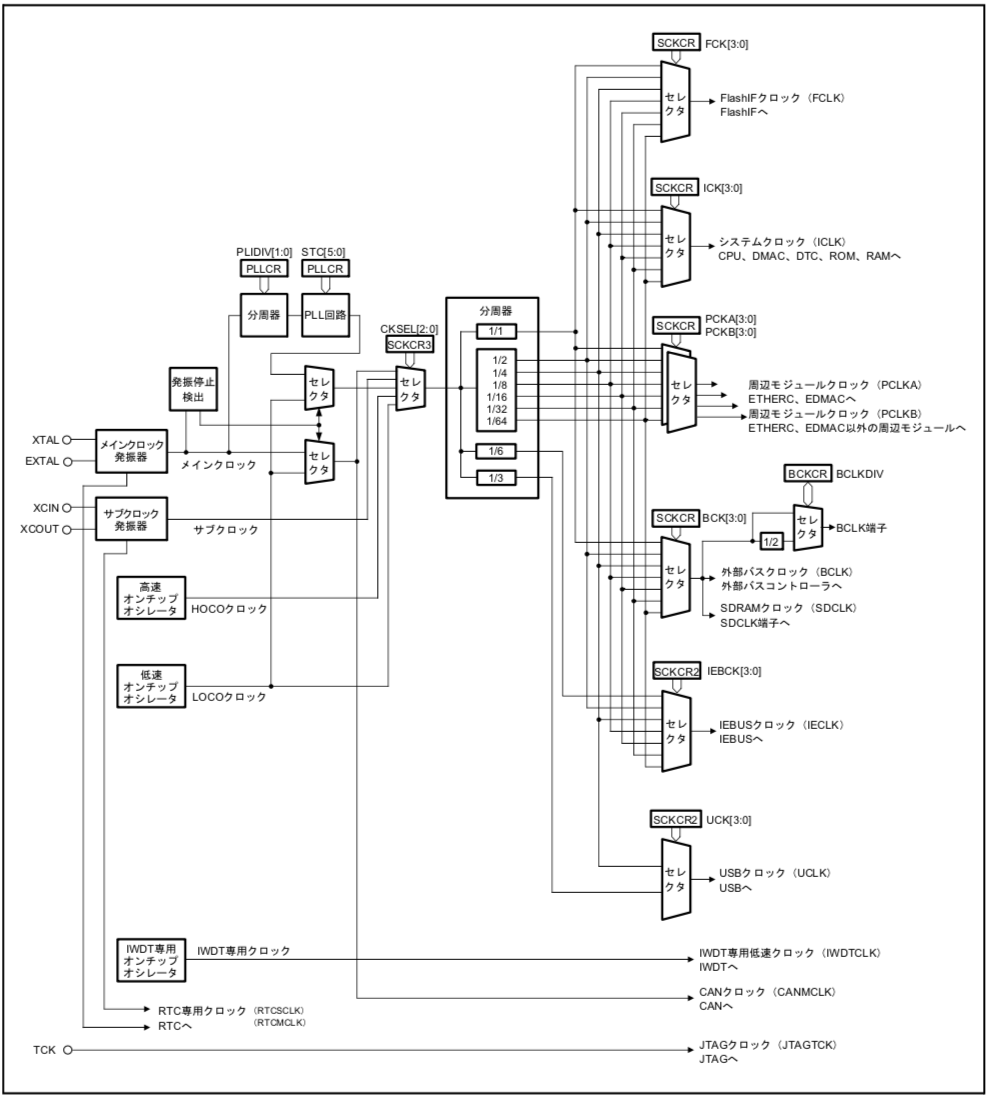 SCKCR FCK[3:0]
セレ
クタ
FlashIFクロック（FCLK）
FlashIFへ
SCKCR ICK[3:0]
セレ
クタ
システムクロック（ICLK）
CPU、DMAC、DTC、ROM、RAMへ
PLIDIV[1:0] STC[5:0]
PLLCR PLLCR
分周器 PLL回路
CKSEL[2:0]
SCKCR3
セレ
クタ
分周器
1/1
1/2
1/4
1/8
1/16
1/32
1/64
1/6
1/3
SCKCR PCKA[3:0]
PCKB[3:0]
セレ
クタ
周辺モジュールクロック（PCLKA）
ETHERC、EDMACへ
周辺モジュールクロック（PCLKB）
ETHERC、EDMAC以外の周辺モジュールへ
発振停止
検出
セレ
クタ
セレ
クタ
XTAL
EXTAL
メインクロック
発振器
メインクロック
XCIN
XCOUT
サブクロック
発振器
サブクロック
高速
オンチップ
オシレータ
HOCOクロック
低速
オンチップ
オシレータ
LOCOクロック
BCKCR BCLKDIV
セレ
クタ
1/2
BCLK端子
SCKCR BCK[3:0]
セレ
クタ
外部バスクロック（BCLK）
外部バスコントローラへ
SDRAMクロック（SDCLK）
SDCLK端子へ
SCKCR2 IEBCK[3:0]
セレ
クタ
IEBUSクロック（IECLK）
IEBUSへ
SCKCR2 UCK[3:0]
セレ
クタ
USBクロック（UCLK）
USBへ
IWDT専用
オンチップ
オシレータ
IWDT専用クロック
IWDT専用低速クロック（IWDTCLK）
IWDTへ
CANクロック（CANMCLK）
CANへ
RTC専用クロック（RTCSCLK）
RTCへ （RTCMCLK）
TCK
JTAGクロック（JTAGTCK）
JTAGへ